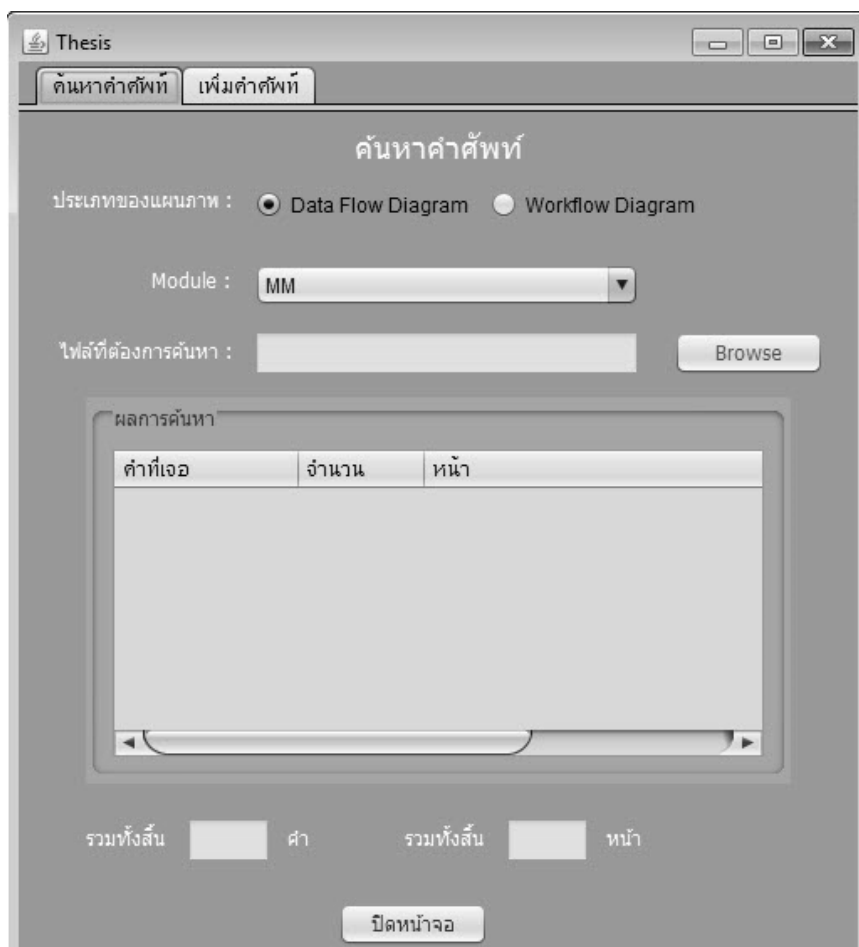 Thesis
ค้นหาคำศัพท์ เพิ่มคำศัพท์
ค้นหาคำศัพท์
ประเภทของแผนภาพ : Data Flow Diagram Workflow Diagram
Module : MM
ไฟล์ที่ต้องการค้นหา : Browse
ผลการค้นหา
คำที่เจอ จำนวน หน้า
รวมทั้งสิ้น คำ รวมทั้งสิ้น หน้า
ปิดหน้าจอ